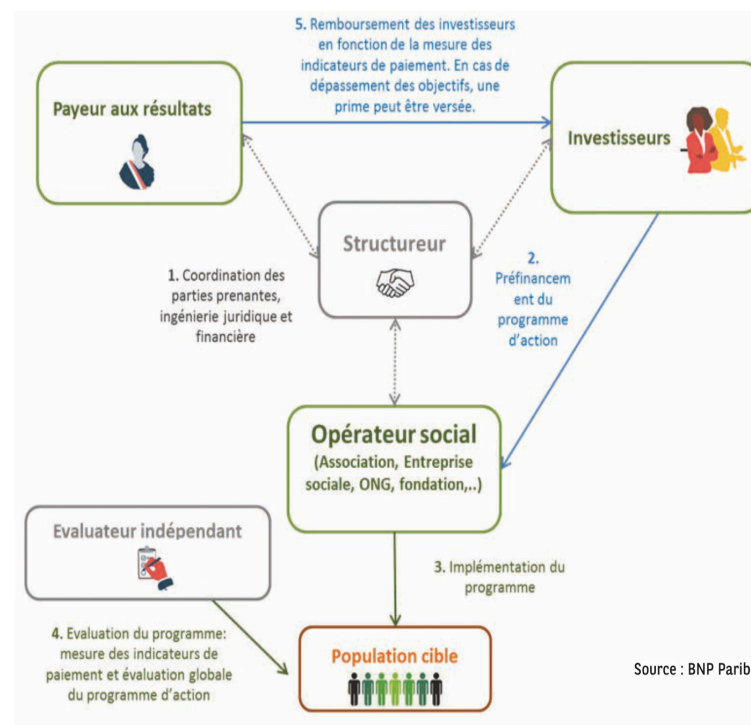 5. Remboursement des investisseurs
en fonction de la mesure des
indicateurs de paiement. En cas de
dépassement des objectifs, une
prime peut être versée.
Payeur aux résultats
Investisseurs
Structureur
1. Coordination des
parties prenantes,
ingénierie juridique et
financière
2.
Préfinancem
ent du
programme
d'action
Opérateur social
(Association, Entreprise
sociale, ONG, fondation,..)
Evaluateur indépendant
3. Implémentation du
programme
4. Evaluation du programme:
mesure des indicateurs de
paiement et évaluation globale
du programme d'action
Population cible
Source : BNP Parib